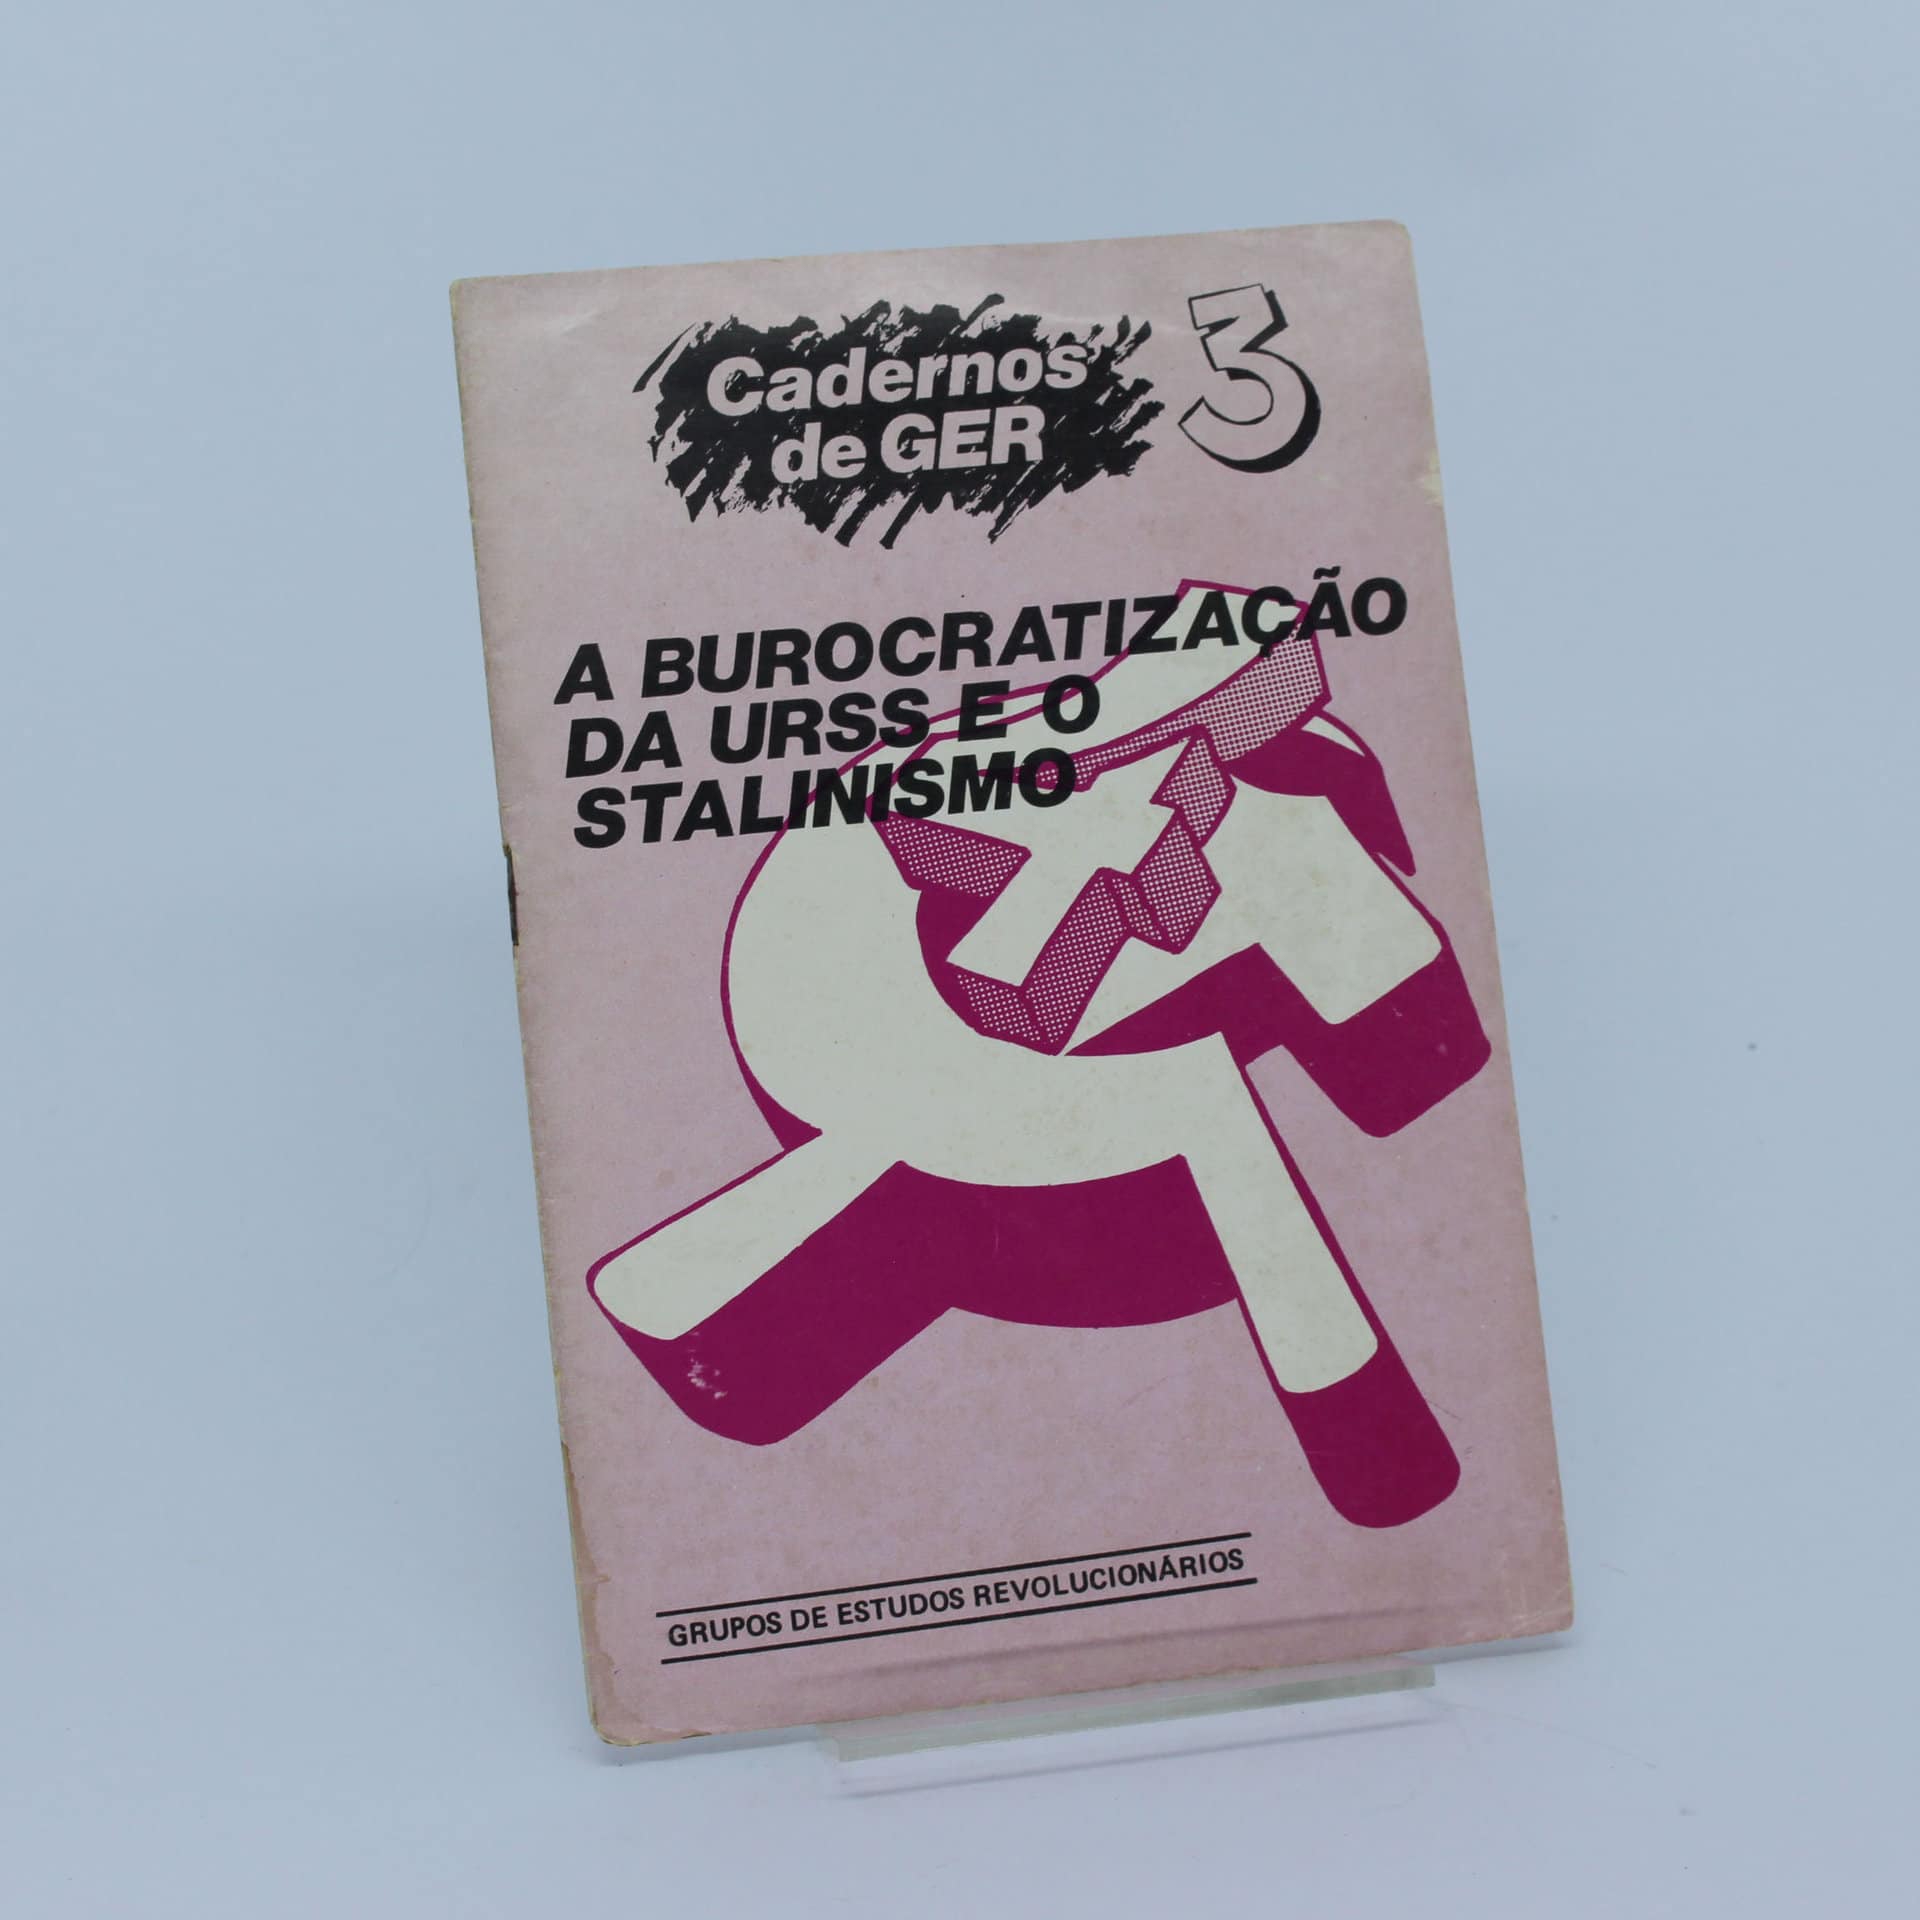 Cadernos
de GER
3
A BUROCRATIZAÇÃO
DA URSS E O
STALINISMO
GRUPOS DE ESTUDOS REVOLUCIONÁRIOS